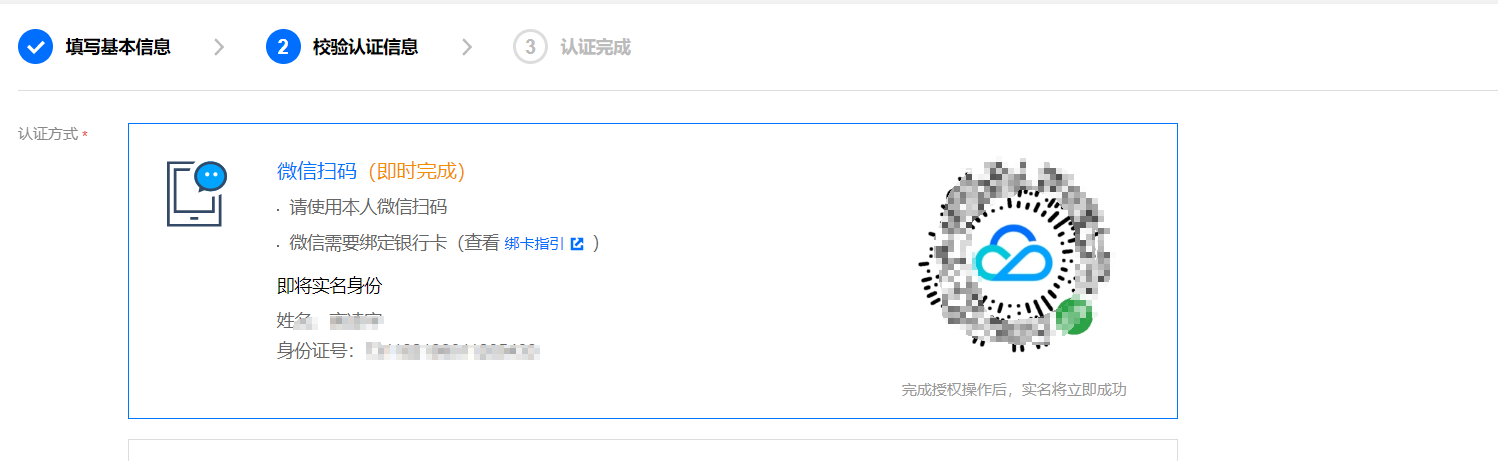 填写基本信息
2 校验认证信息
3 认证完成
认证方式 *
微信扫码（即时完成）
· 请使用本人微信扫码
· 微信需要绑定银行卡（查看 绑卡指引 ）
即将实名身份
姓名
身份证号：
完成授权操作后，实名将立即成功